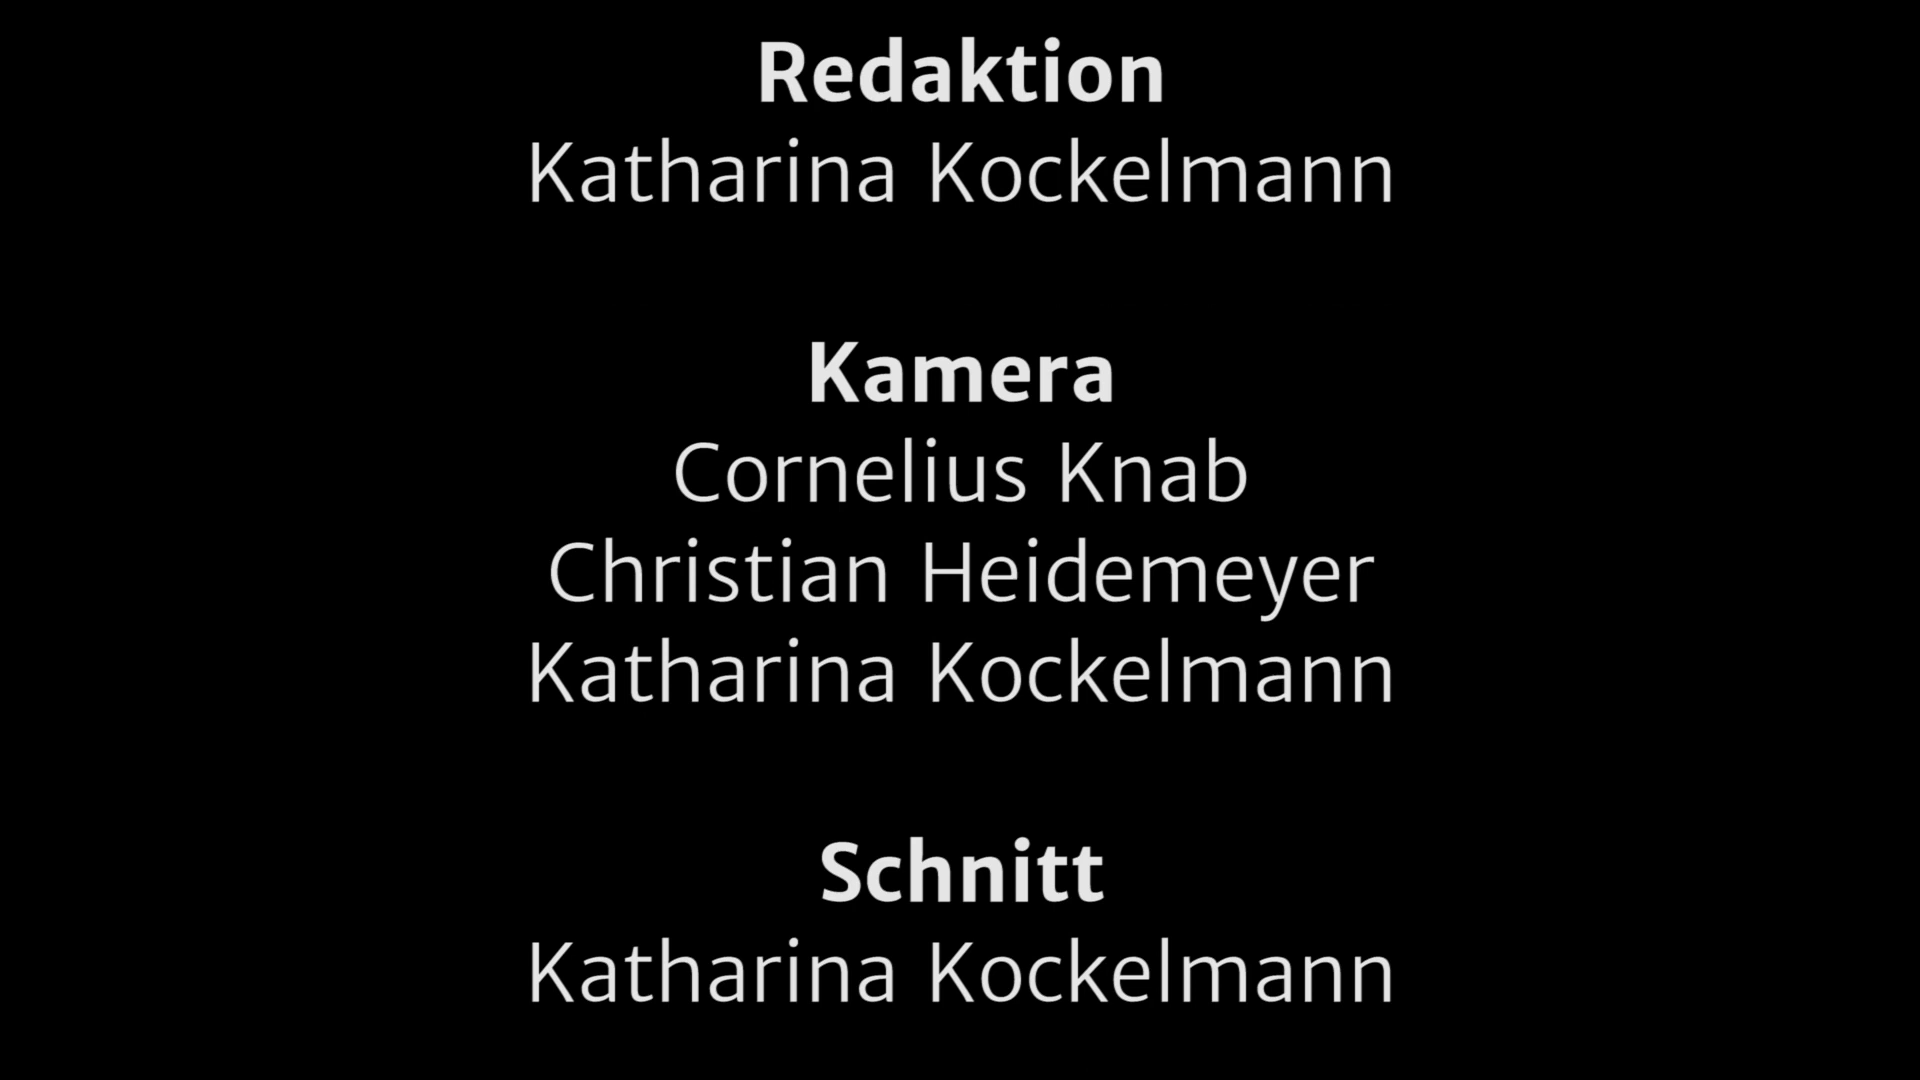 Redaktion
Katharina Kockelmann
Kamera
Cornelius Knab
Christian Heidemeyer
Katharina Kockelmann
Schnitt
Katharina Kockelmann